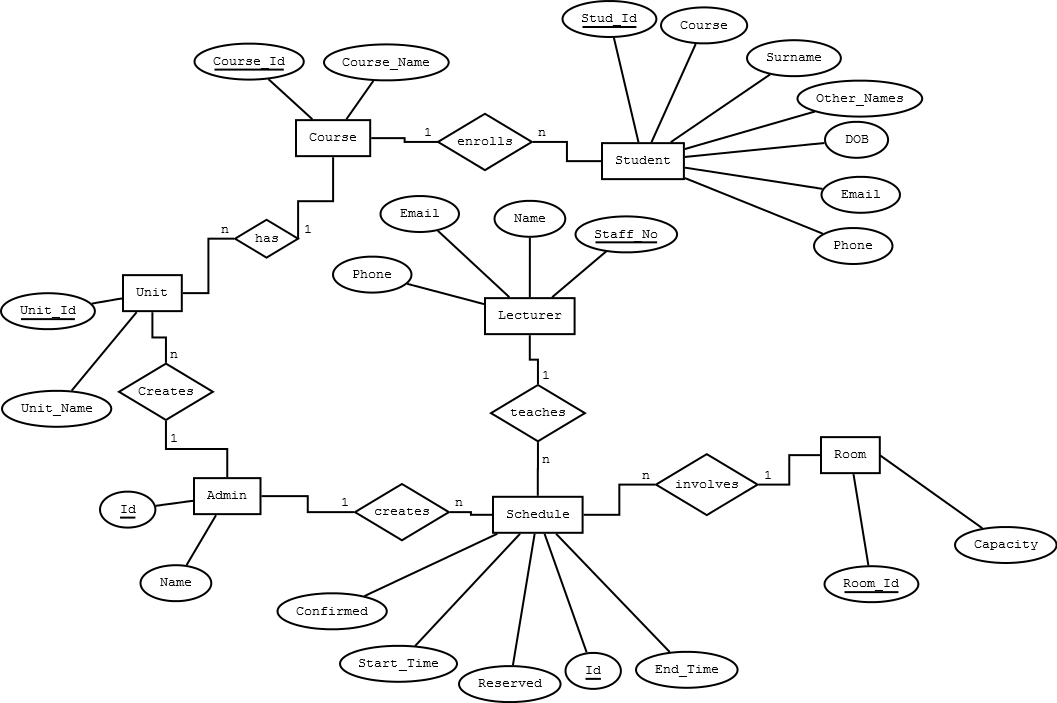 Stud_Id
Course
Course_Id
Course_Name
Surname
Other_Names
1
enrolls
n
Course
DOB
Student
Email
Email
Name
Staff_No
Phone
n
has
1
Phone
Unit
Unit_Id
Lecturer
n
1
Creates
Unit_Name
teaches
1
n
Room
n
involves
1
Admin
Id
1
creates
n
Schedule
Capacity
Name
Room_Id
Confirmed
Start_Time
Reserved
Id
End_Time